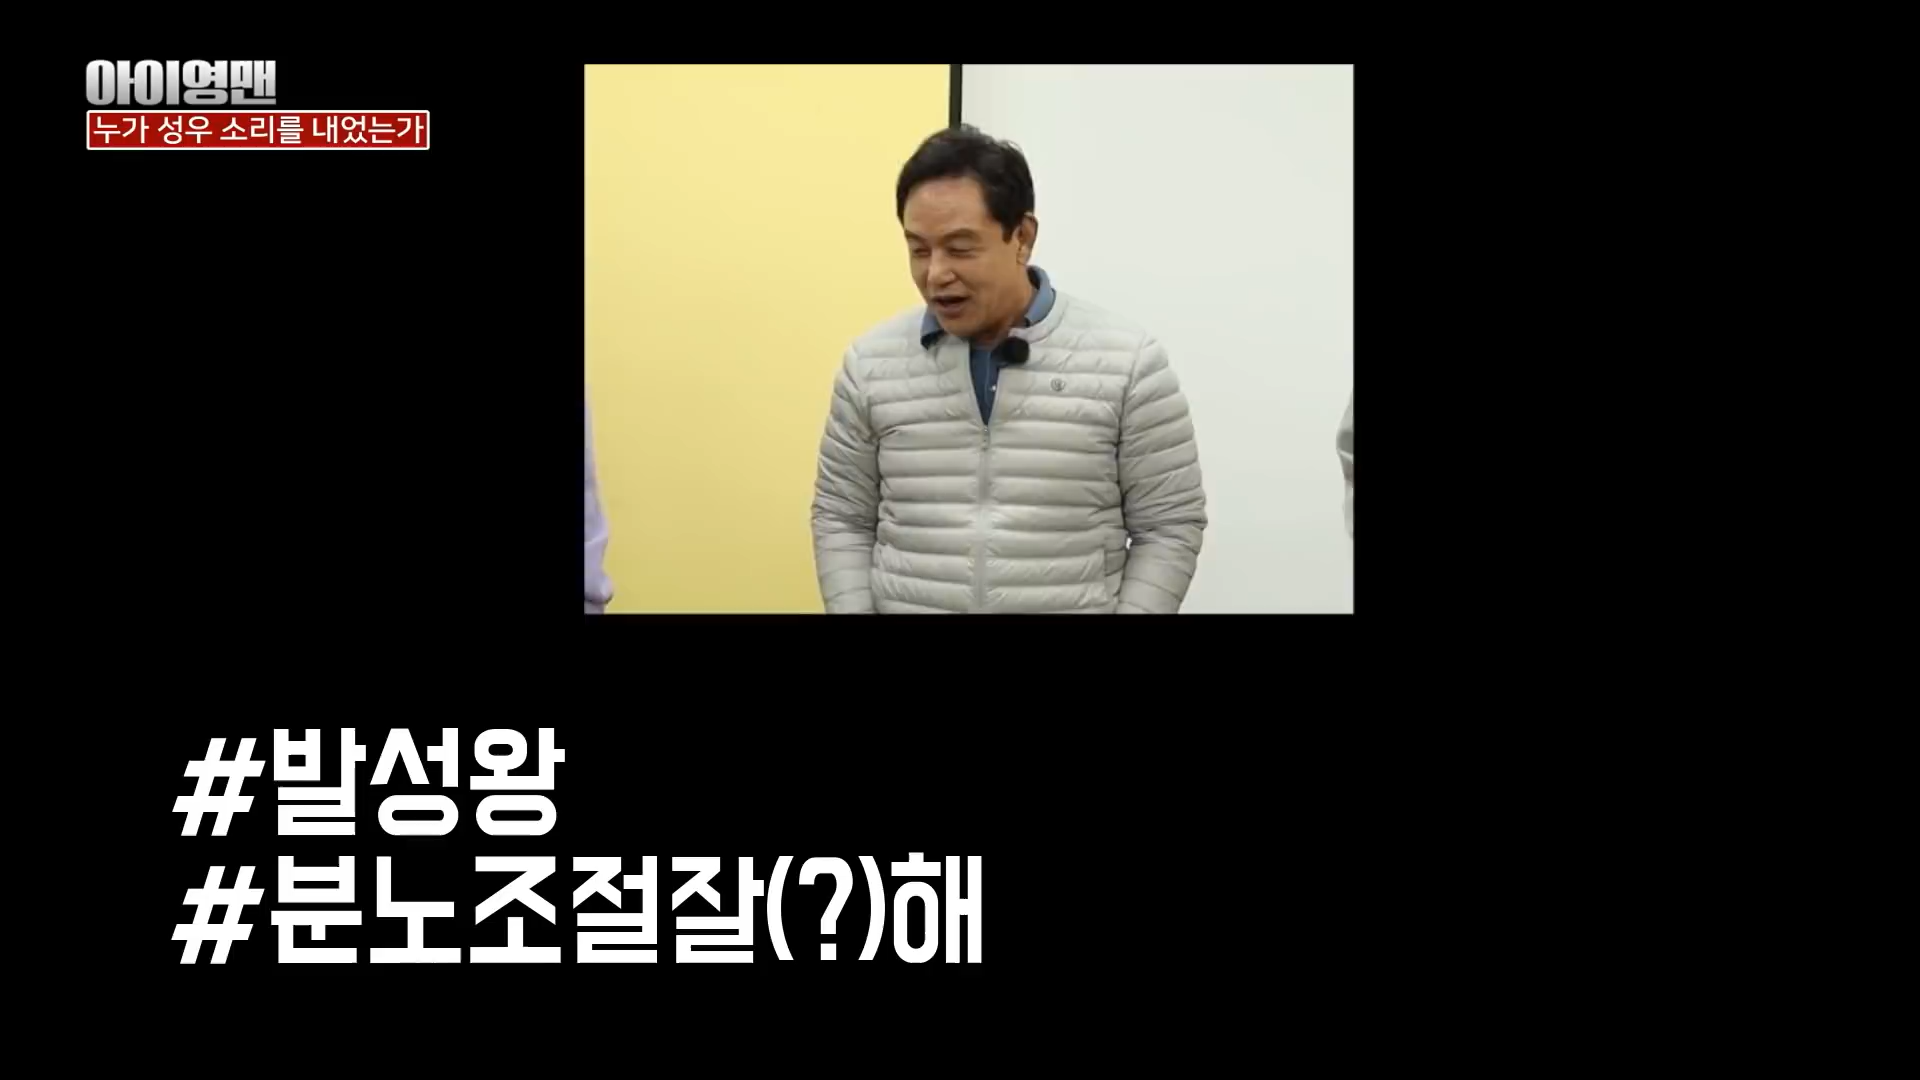 아이영맨
누가 성우 소리를 내었는가
#발성왕
#분노조절잘(?)해